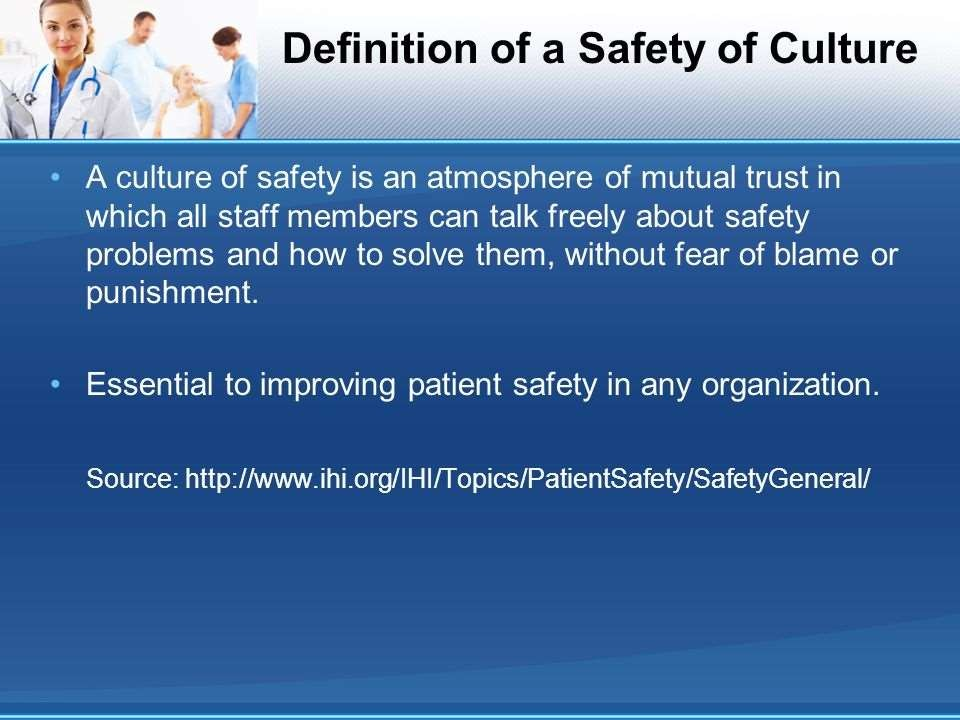 Definition of a Safety of Culture
• A culture of safety is an atmosphere of mutual trust in
which all staff members can talk freely about safety
problems and how to solve them, without fear of blame or
punishment.
• Essential to improving patient safety in any organization.
Source: http://www.ihi.org/IHI/Topics/PatientSafety/SafetyGeneral/